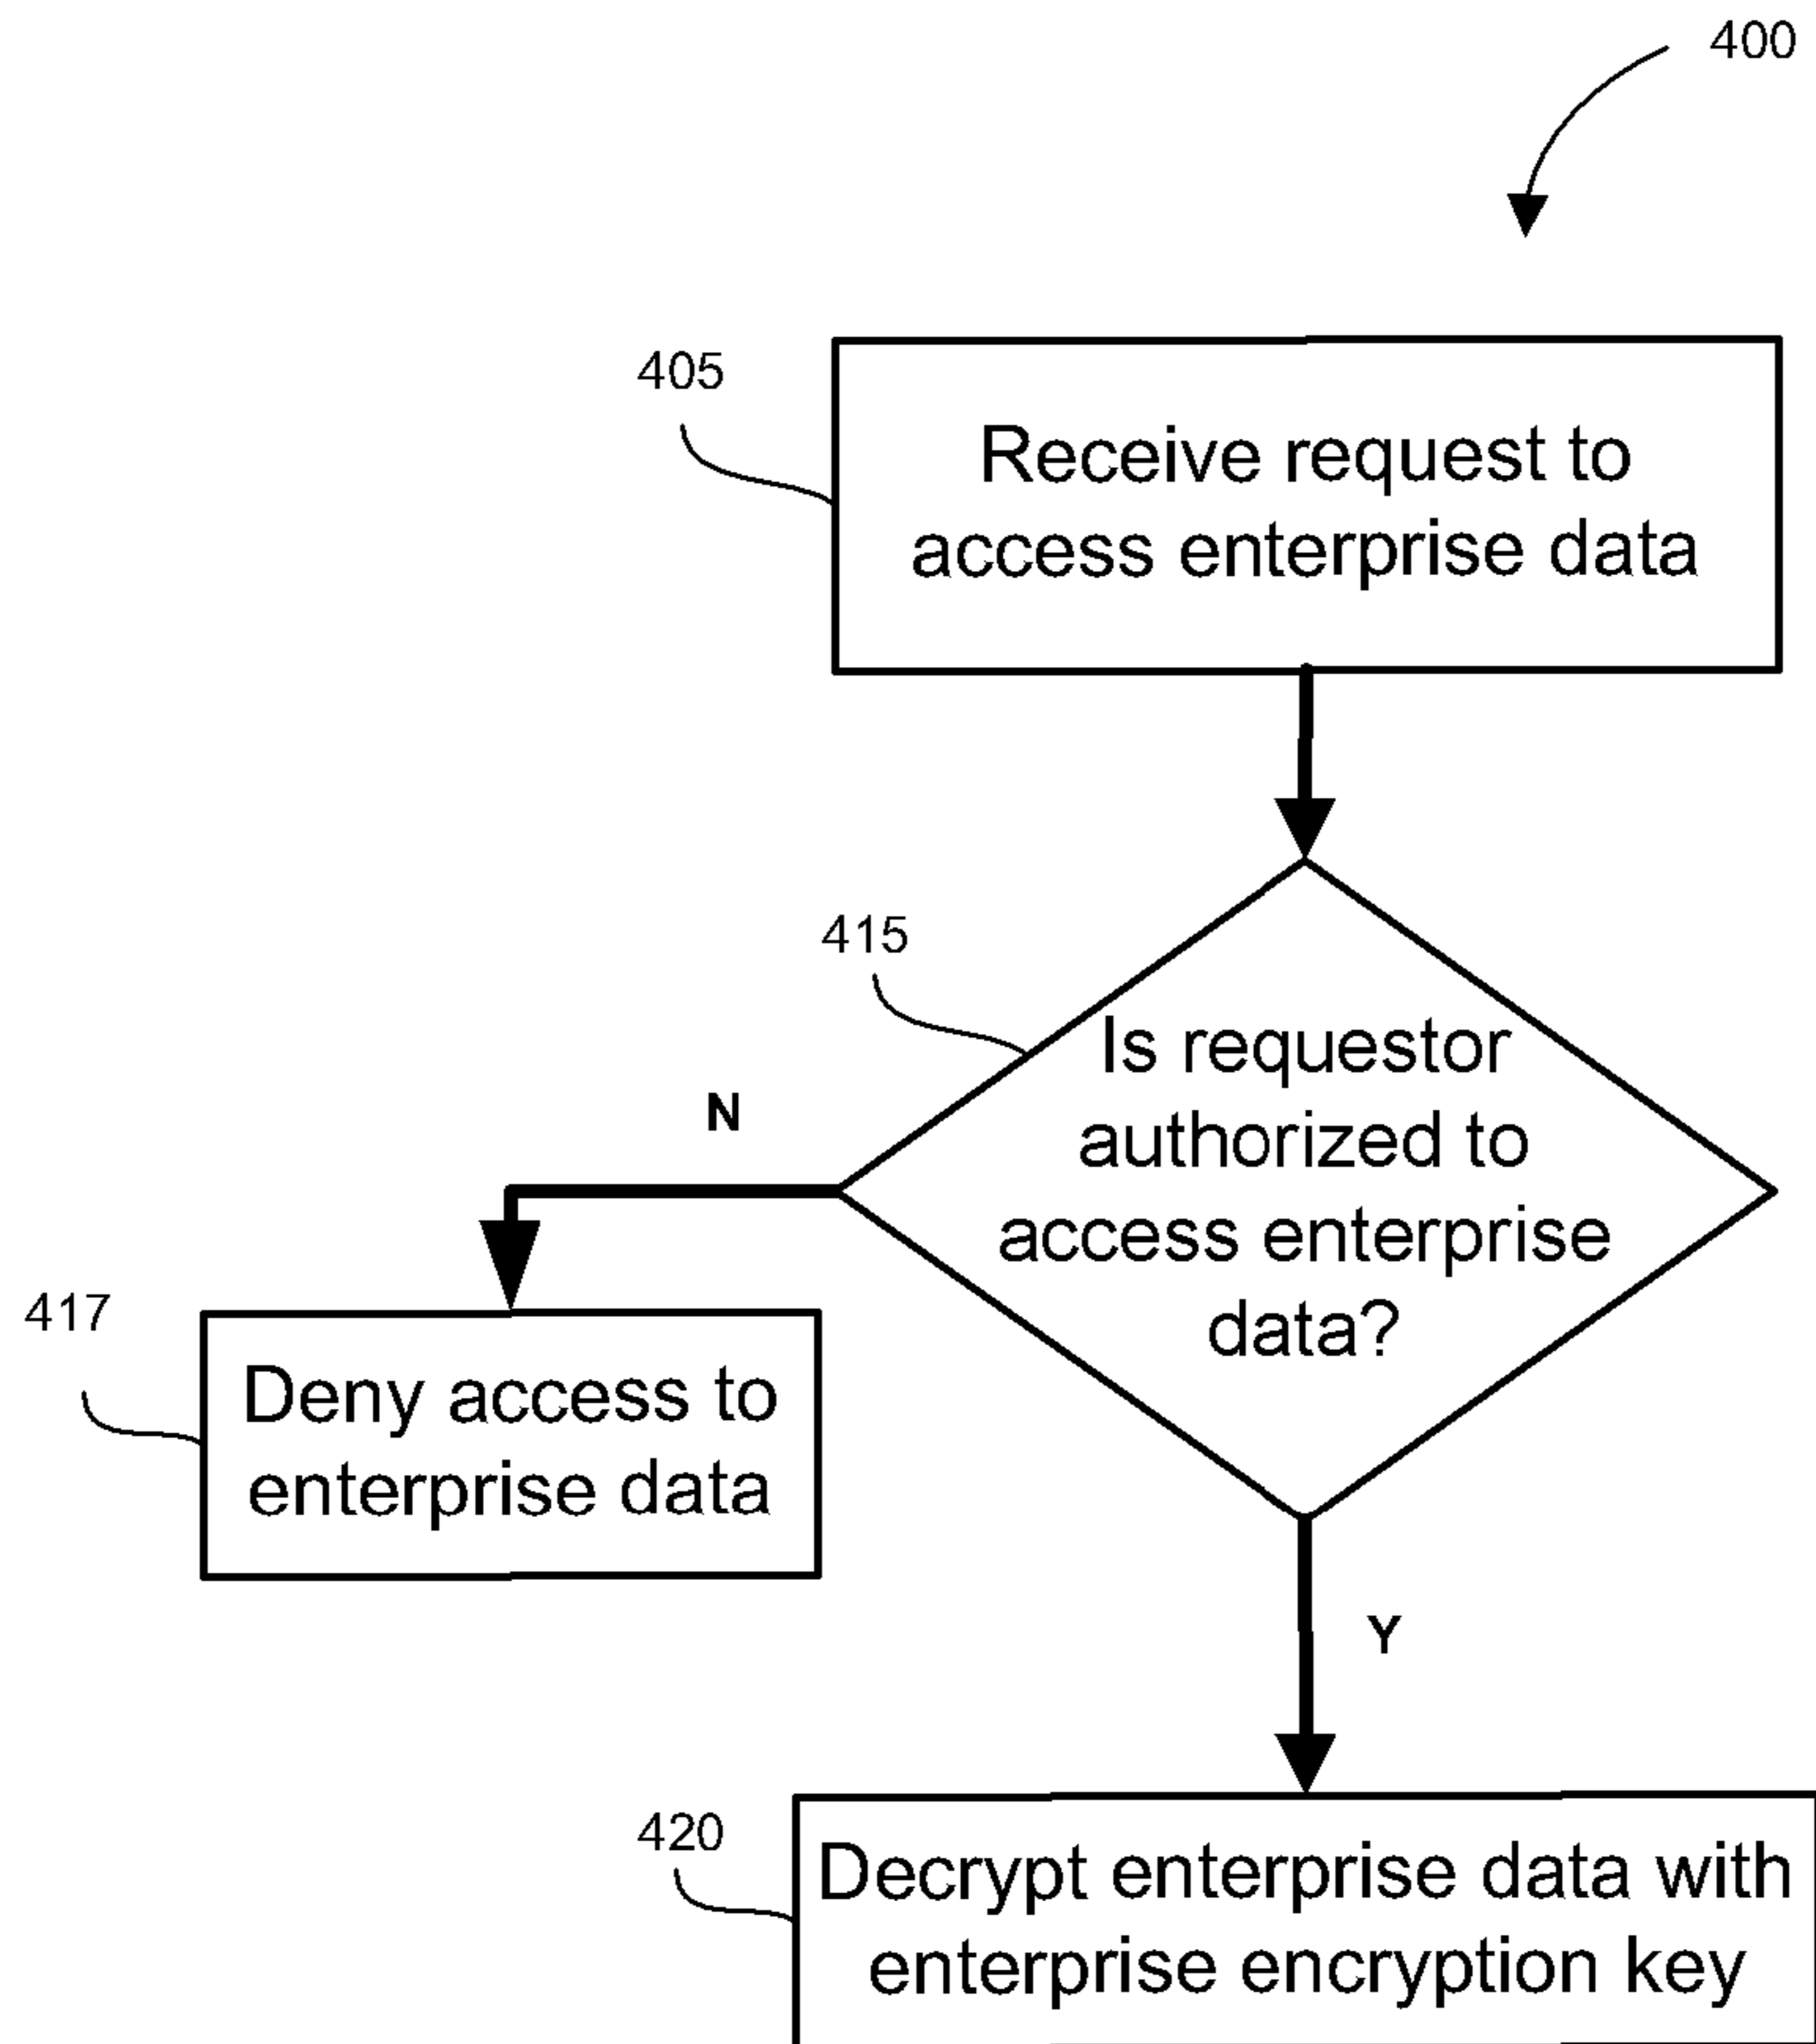 400
405
Receive request to
access enterprise data
415
Is requestor
authorized to
access enterprise
data?
N
417
Deny access to
enterprise data
Y
420
Decrypt enterprise data with
enterprise encryption key